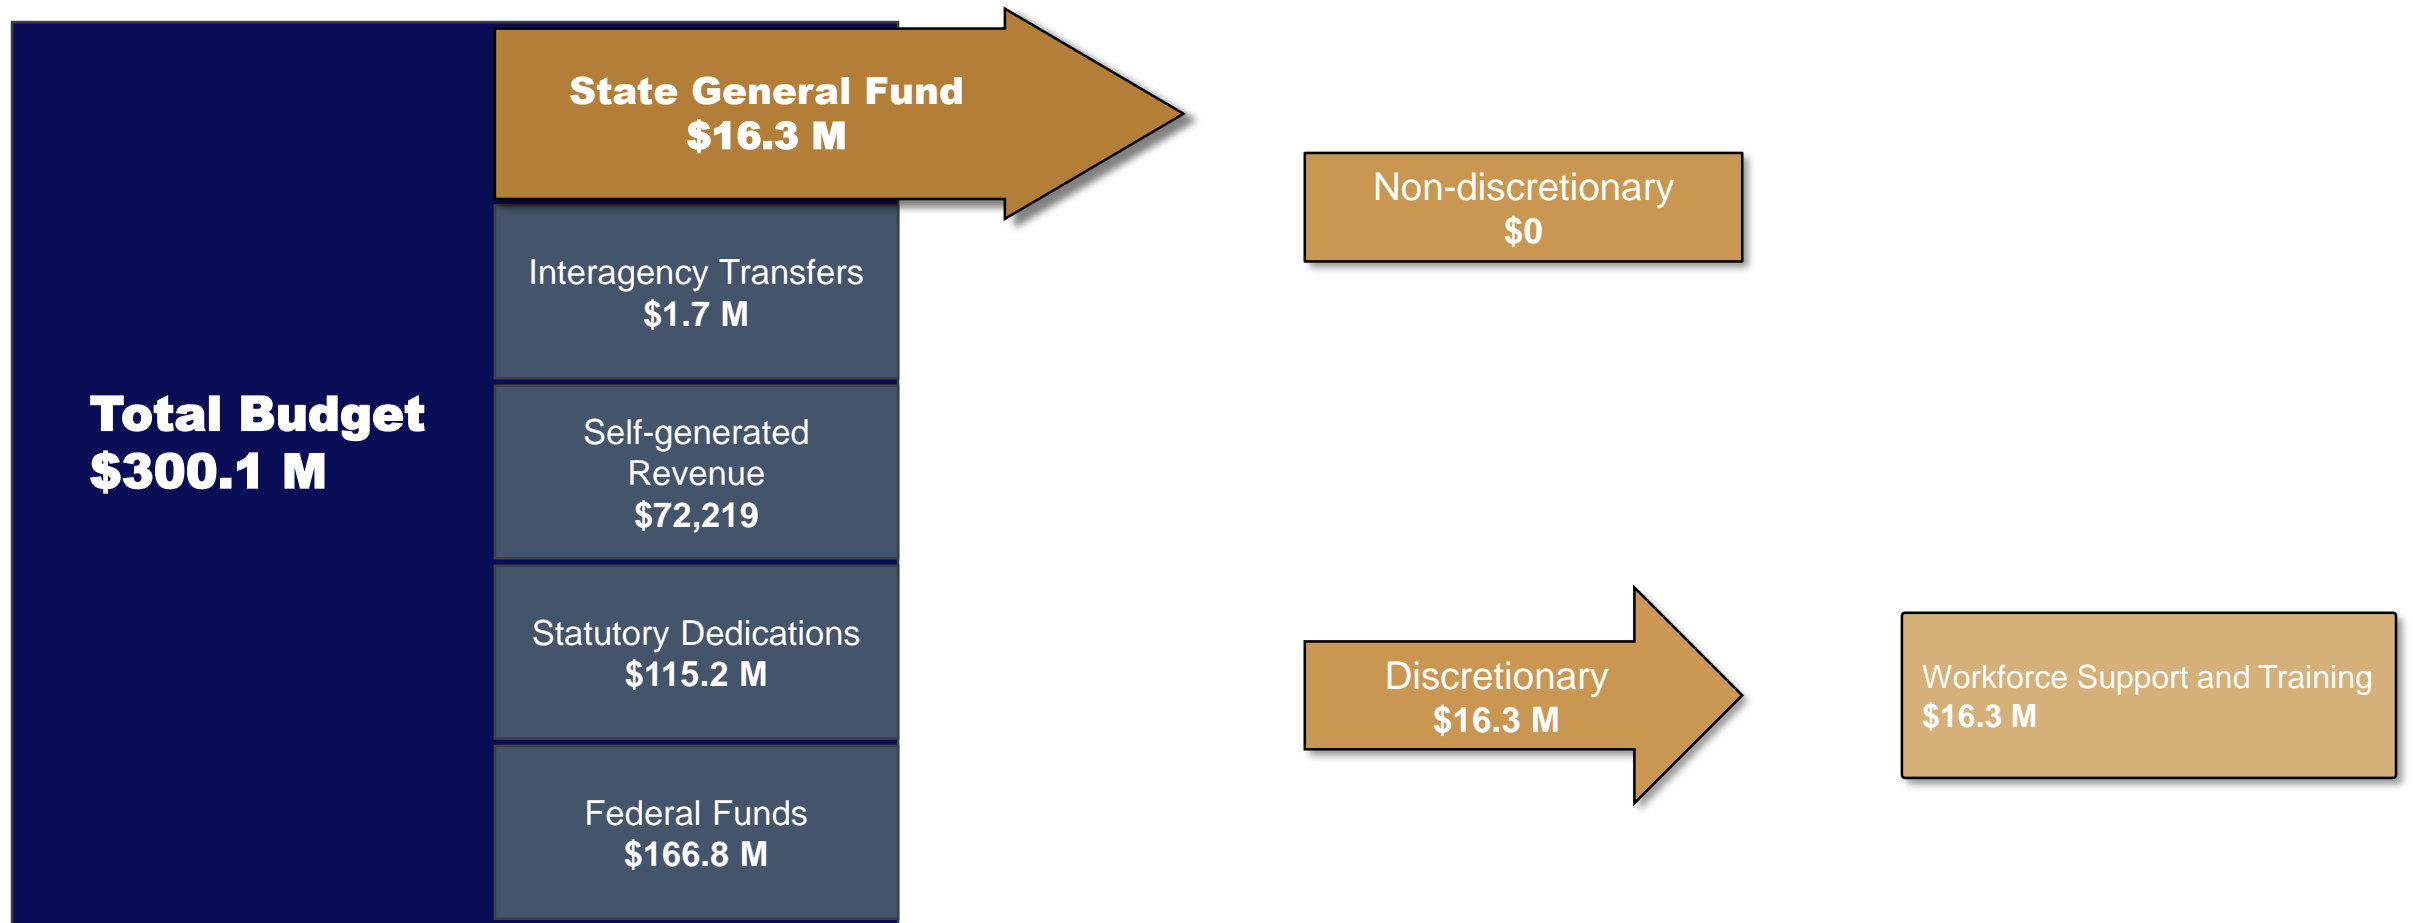 Total Budget
$300.1 M
State General Fund
$16.3 M
Interagency Transfers
$1.7 M
Self-generated
Revenue
$72,219
Statutory Dedications
$115.2 M
Federal Funds
$166.8 M
Non-discretionary
$0
Discretionary
$16.3 M
Workforce Support and Training
$16.3 M